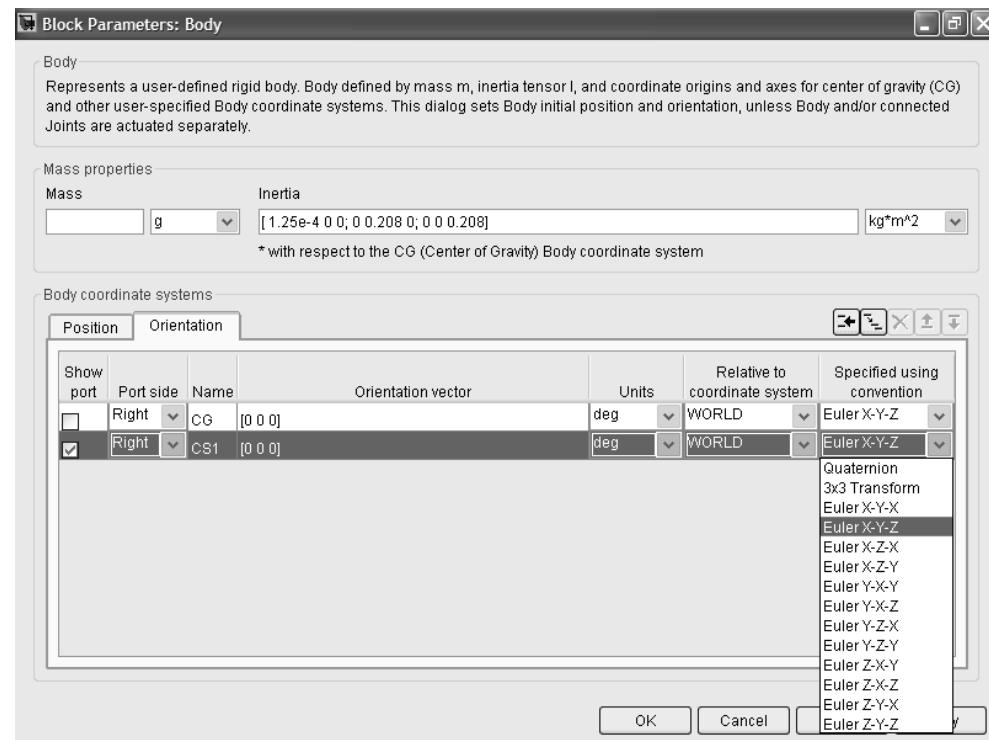 Block Parameters: Body
Body
Represents a user-defined rigid body. Body defined by mass m, inertia tensor I, and coordinate origins and axes for center of gravity (CG)
and other user-specified Body coordinate systems. This dialog sets Body initial position and orientation, unless Body and/or connected
Joints are actuated separately.
Mass properties
Mass
Inertia
g
[ 1.25e-4 0 0; 0 0.208 0; 0 0 0.208]
kg*m^2
* with respect to the CG (Center of Gravity) Body coordinate system
Body coordinate systems
Position
Orientation
Show port
Port side
Name
Orientation vector
Units
Relative to coordinate system
Specified using convention
Right CG [0 0 0] deg WORLD Euler X-Y-Z
Right CS1 [0 0 0] deg WORLD Euler X-Y-Z
Quaternion
3x3 Transform
Euler X-Y-X
Euler X-Y-Z
Euler X-Z-X
Euler X-Z-Y
Euler Y-X-Y
Euler Y-X-Z
Euler Y-Z-X
Euler Y-Z-Y
Euler Z-X-Y
Euler Z-X-Z
Euler Z-Y-X
Euler Z-Y-Z
OK
Cancel